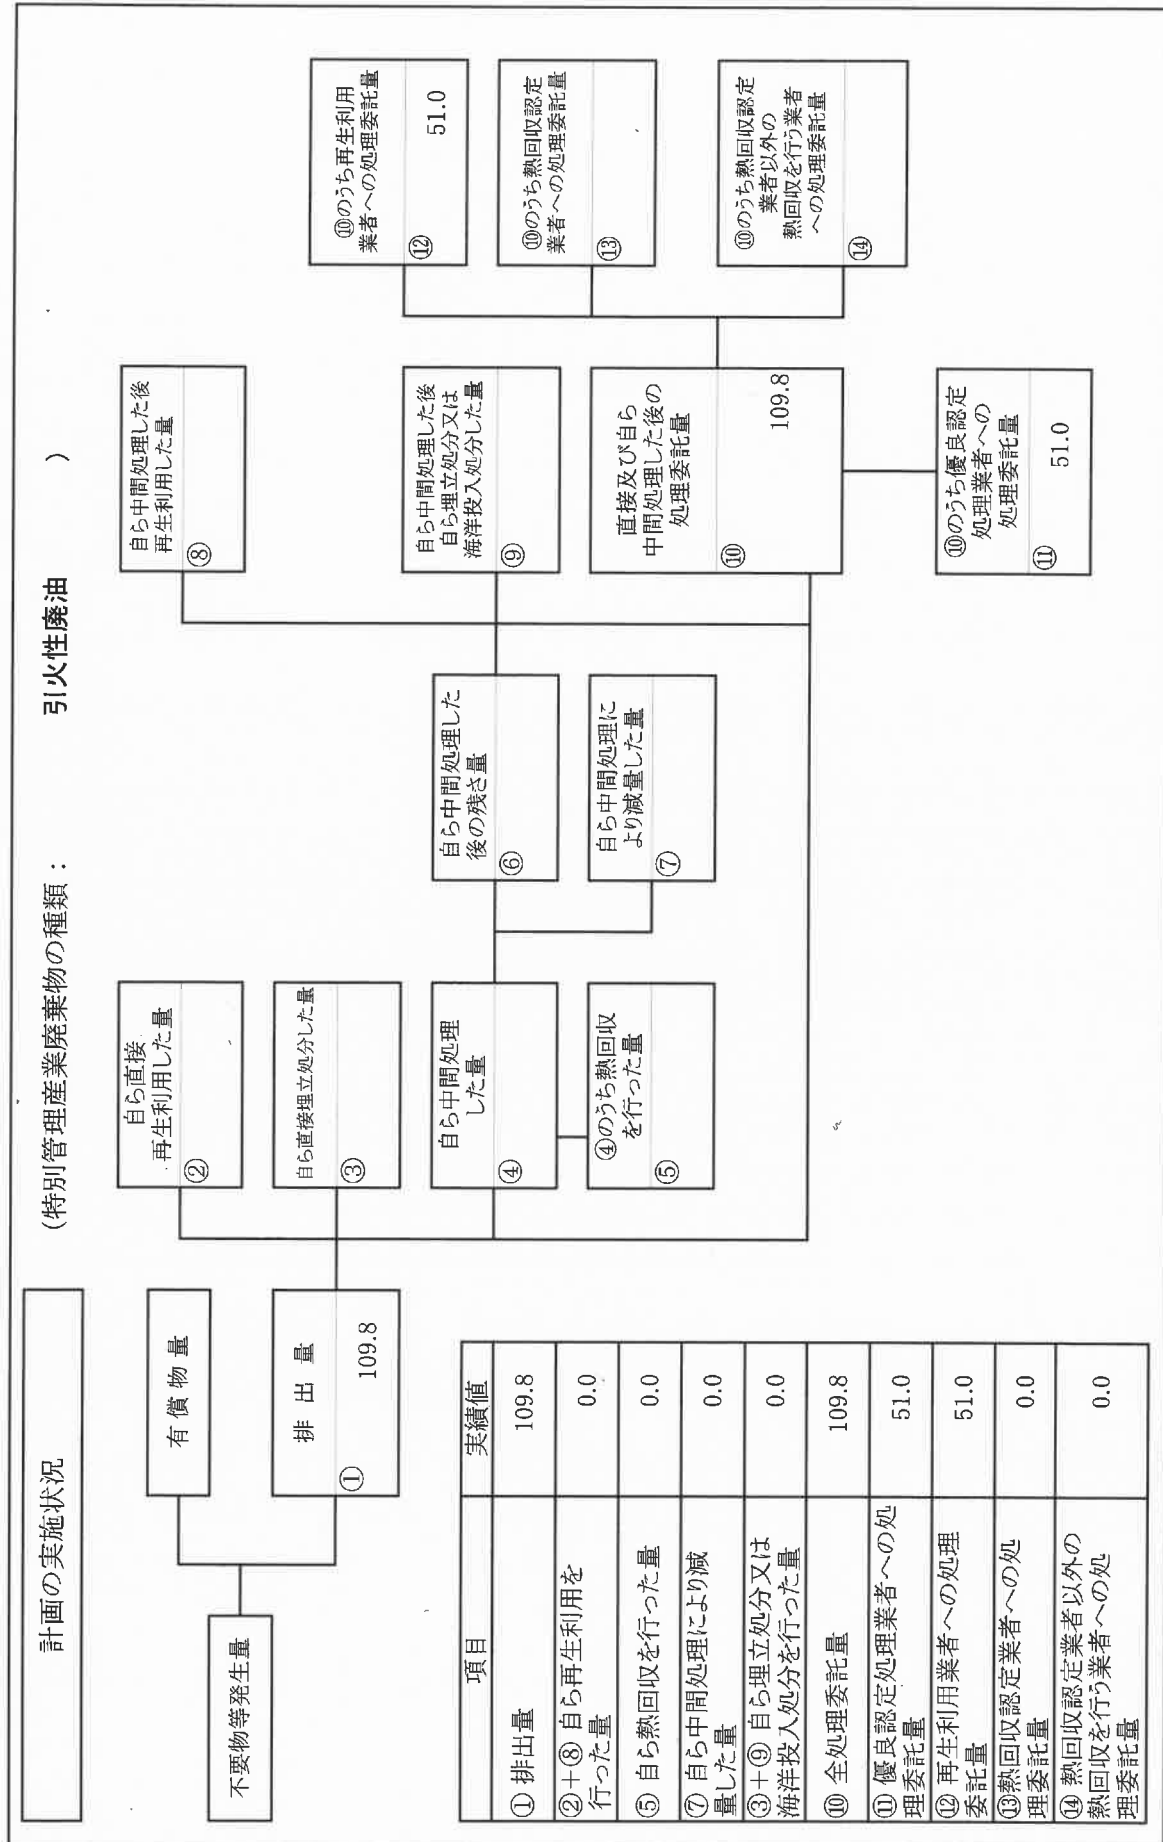 計画の実施状況
(特別管理産業廃棄物の種類： 引火性廃油 )
不要物等発生量
有償物量
排出量
①
109.8
自ら直接
再生利用した量
②
自ら直接埋立処分した量
③
自ら中間処理
した量
④
④のうち熱回収
を行った量
⑤
自ら中間処理した
後の残さ量
⑥
自ら中間処理に
より減量した量
⑦
自ら中間処理した後
再生利用した量
⑧
自ら中間処理した後
自ら埋立処分又は
海洋投入処分した量
⑨
直接及び自ら
中間処理した後の
処理委託量
⑩
109.8
⑩のうち優良認定
処理業者への
処理委託量
⑪
51.0
⑩のうち再生利用
業者への処理委託量
⑫
51.0
⑩のうち熱回収認定
業者への処理委託量
⑬
⑩のうち熱回収認定
業者以外の
熱回収を行う業者
への処理委託量
⑭
項目 実績値
① 排出量 109.8
②+⑧ 自ら再生利用を
行った量 0.0
⑤ 自ら熱回収を行った量 0.0
⑦ 自ら中間処理により減
量した量 0.0
③+⑨ 自ら埋立処分又は
海洋投入処分を行った量 0.0
⑩ 全処理委託量 109.8
⑪ 優良認定処理業者への処
理委託量 51.0
⑫ 再生利用業者への処理
委託量 51.0
⑬熱回収認定業者への処
理委託量 0.0
⑭ 熱回収認定業者以外の
熱回収を行う業者への処
理委託量 0.0